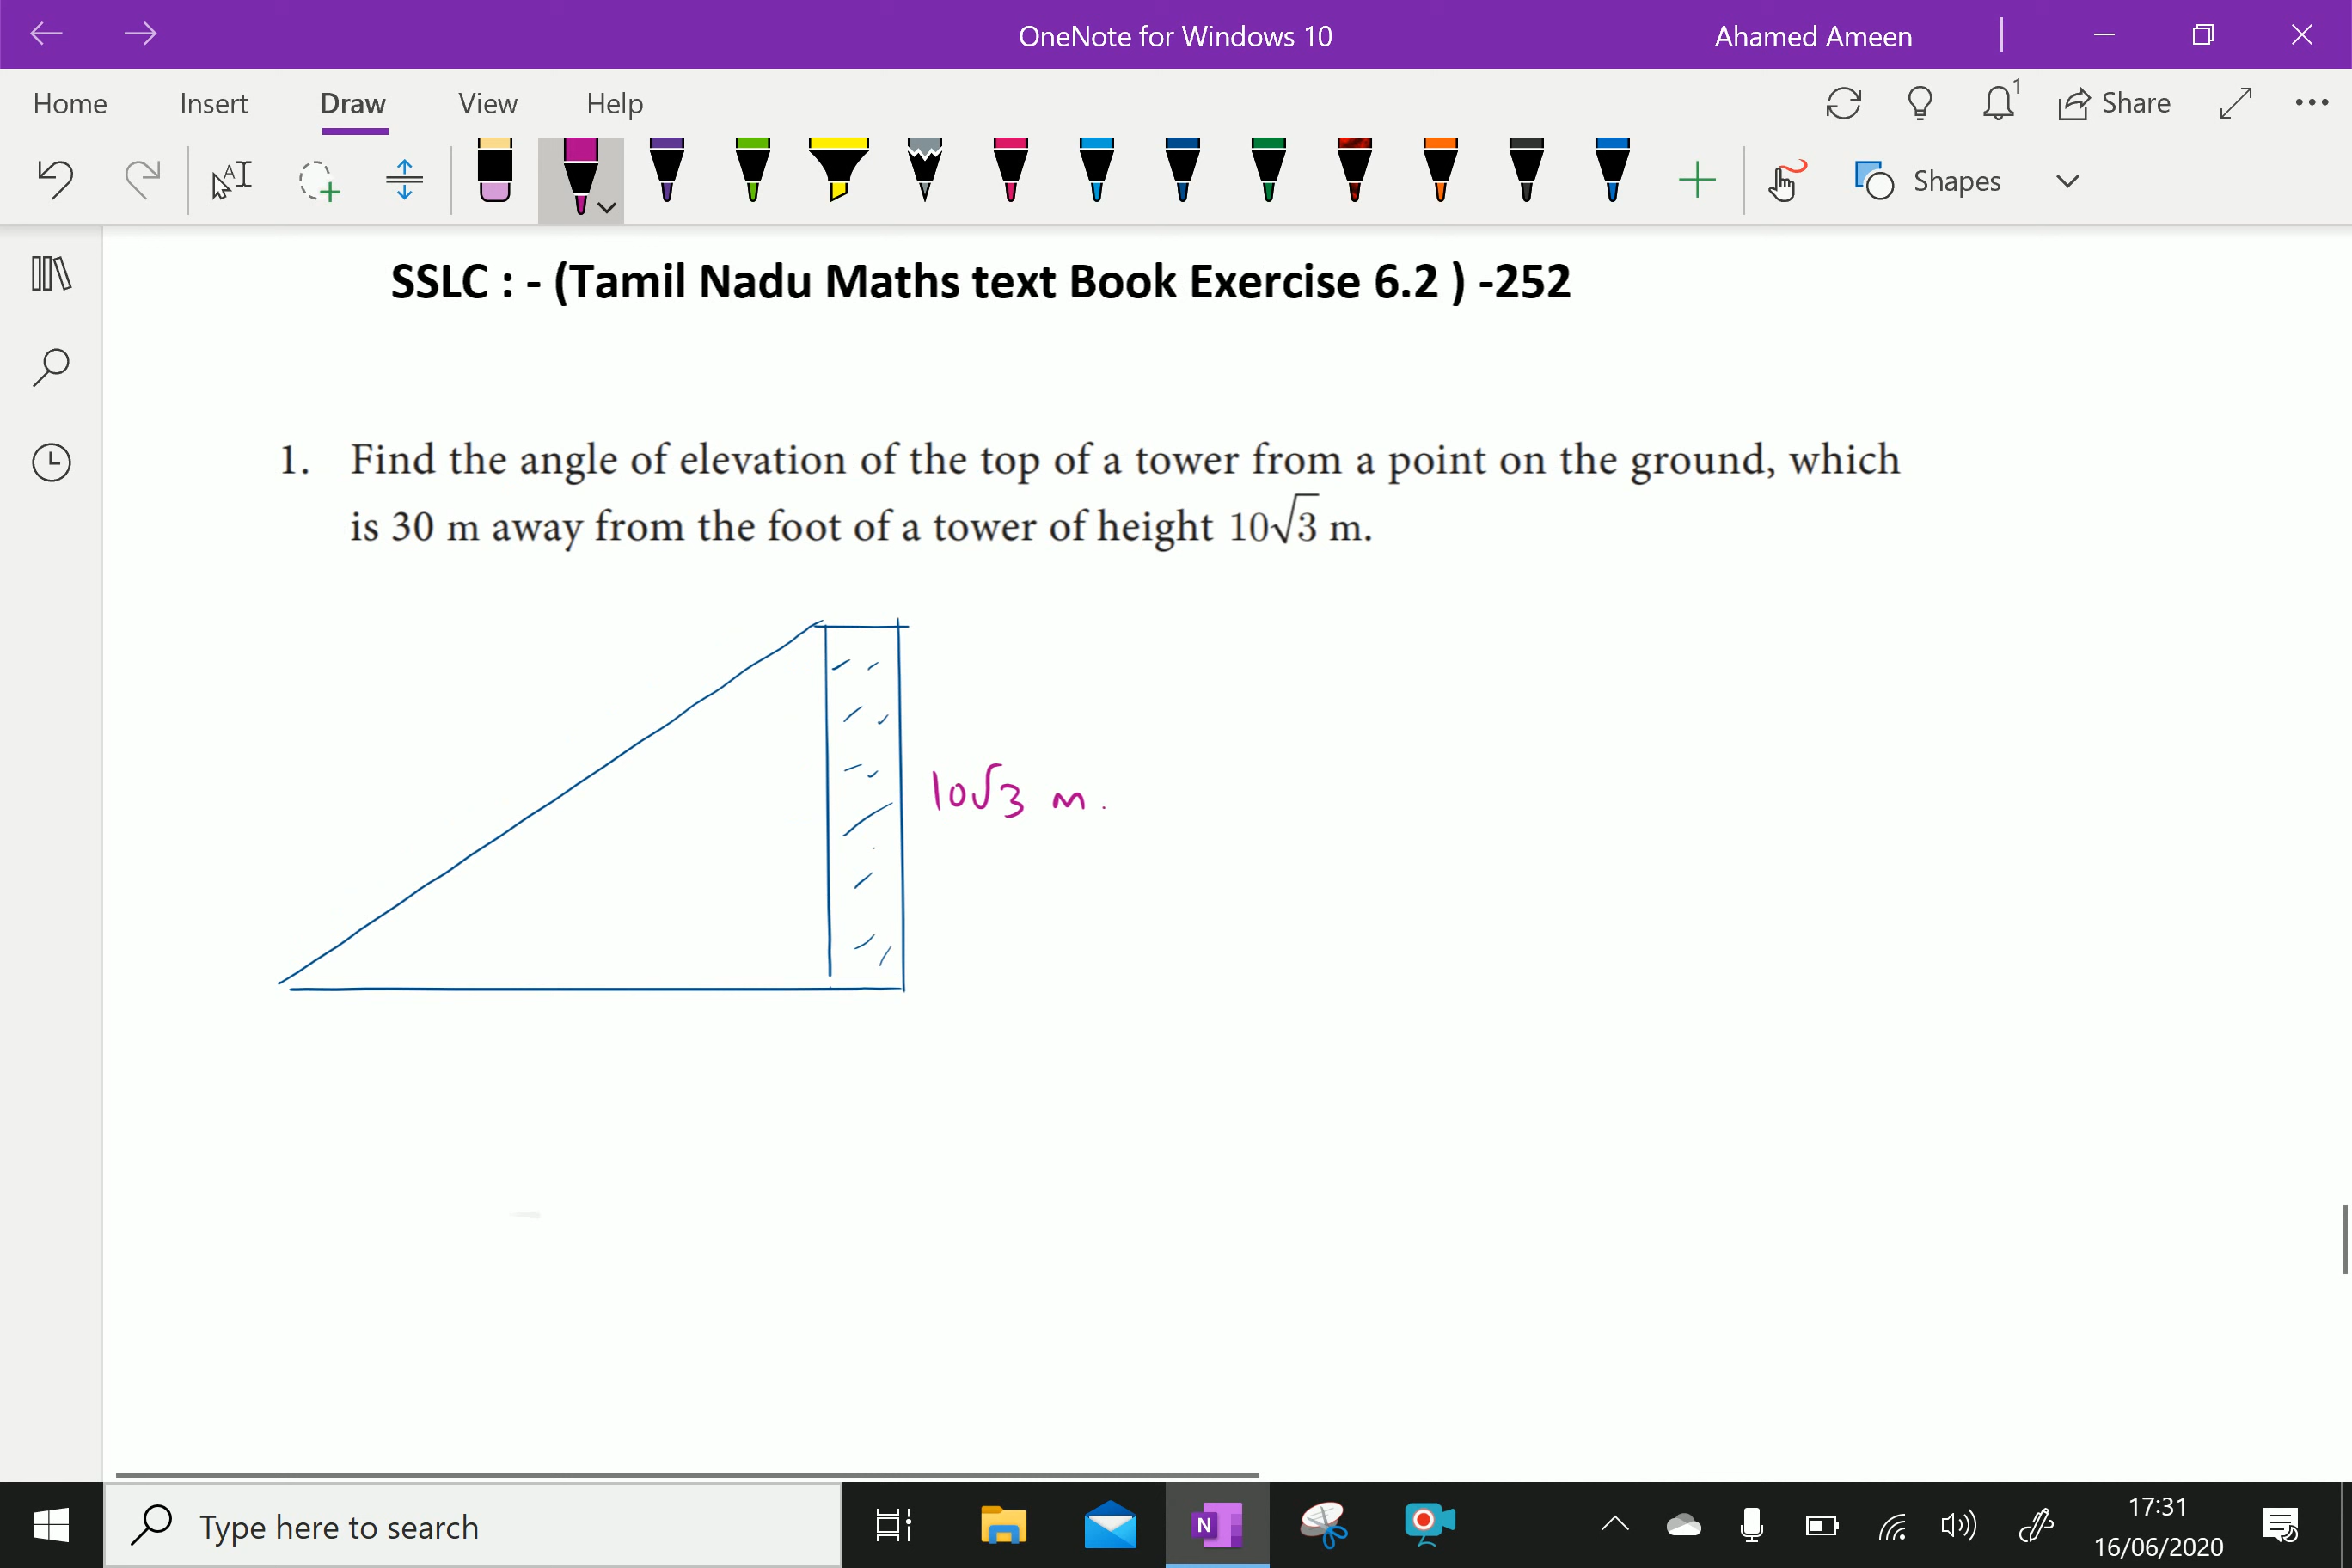 OneNote for Windows 10
Ahamed Ameen
Home Insert Draw View Help
1 Share
Shapes
SSLC : - (Tamil Nadu Maths text Book Exercise 6.2 ) -252
1. Find the angle of elevation of the top of a tower from a point on the ground, which
is 30 m away from the foot of a tower of height 10√3 m.
10√3 m.
Type here to search
N
17:31
16/06/2020